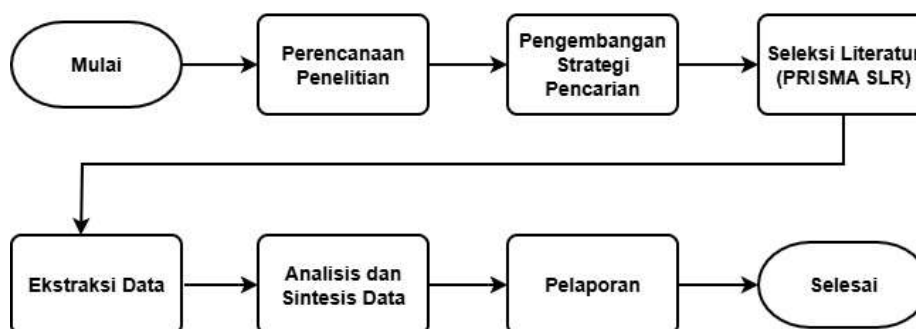 Mulai
Perencanaan
Penelitian
Pengembangan
Strategi
Pencarian
Seleksi Literatur
(PRISMA SLR)
Ekstraksi Data
Analisis dan
Sintesis Data
Pelaporan
Selesai